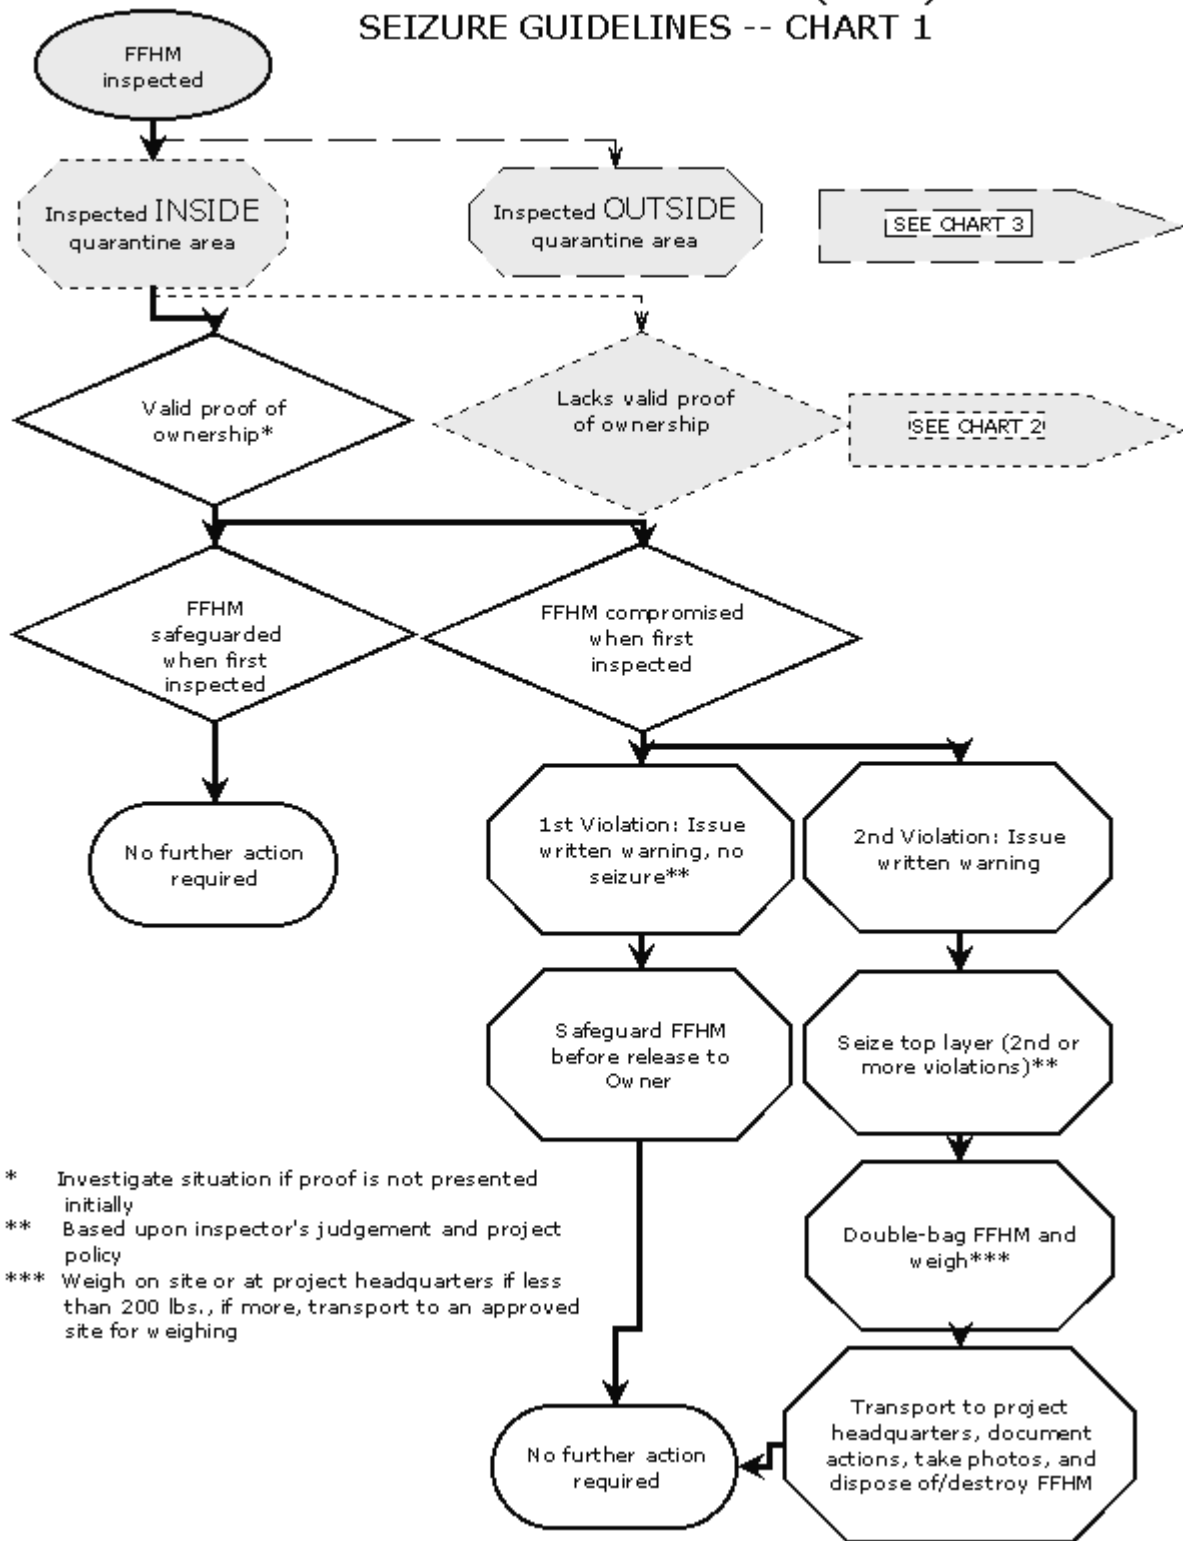 SEIZURE GUIDELINES -- CHART 1
FFHM
inspected
Inspected INSIDE
quarantine area
Inspected OUTSIDE
quarantine area
SEE CHART 3
Valid proof of
ownership*
Lacks valid proof
of ownership
SEE CHART 2
FFHM
safeguarded
when first
inspected
FFHM compromised
when first
inspected
No further action
required
1st Violation: Issue
written warning, no
seizure**
2nd Violation: Issue
written warning
Safeguard FFHM
before release to
Owner
Seize top layer (2nd or
more violations)**
* Investigate situation if proof is not presented
initially
** Based upon inspector's judgement and project
policy
*** Weigh on site or at project headquarters if less
than 200 lbs., if more, transport to an approved
site for weighing
Double-bag FFHM and
weigh***
Transport to project
headquarters, document
actions, take photos, and
dispose of/destroy FFHM
No further action
required